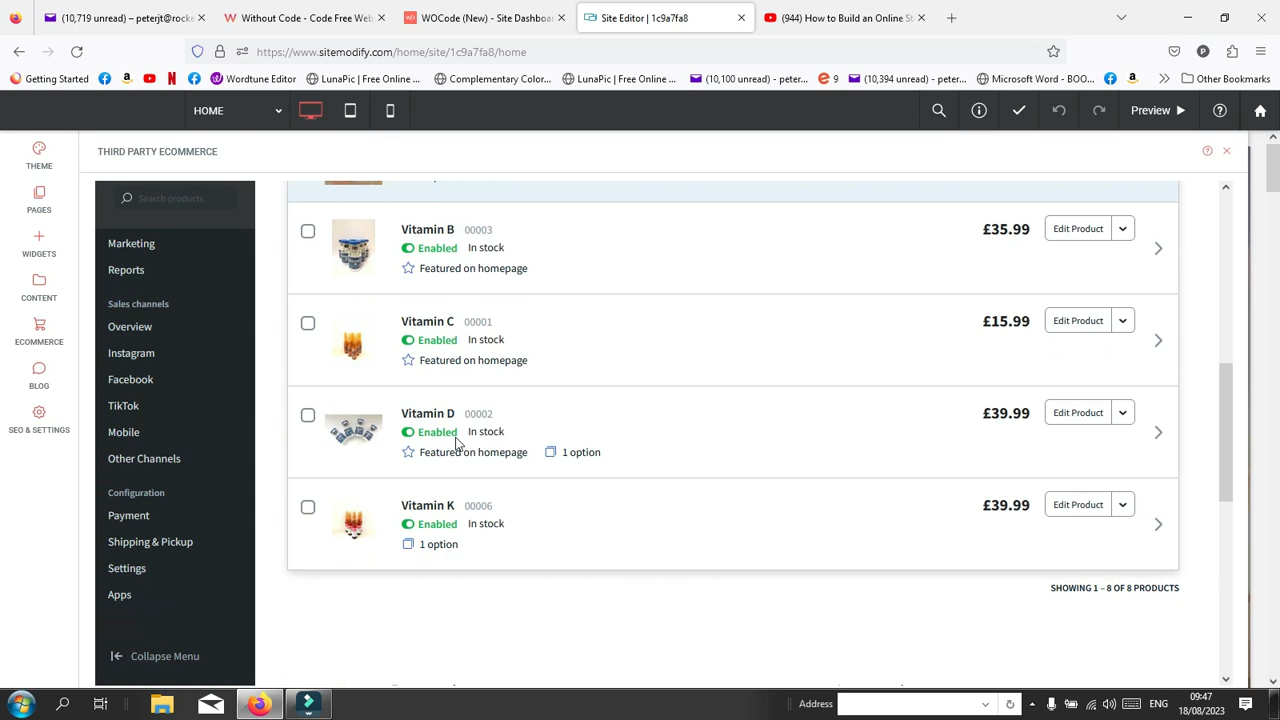 (10,719 unread) – peterjt@rocke
Without Code - Code Free Web
WOCode (New) - Site Dashboa
Site Editor | 1c9a7fa8
(944) How to Build an Online St
https://www.sitemodify.com/home/site/1c9a7fa8/home
Getting Started
Wordtune Editor
LunaPic | Free Online ...
Complementary Color...
LunaPic | Free Online ...
(10,100 unread) - peter...
9
(10,394 unread) - peter...
Microsoft Word - BOO...
Other Bookmarks
HOME
Preview
THEME
PAGES
WIDGETS
CONTENT
ECOMMERCE
BLOG
SEO & SETTINGS
THIRD PARTY ECOMMERCE
Search products
Marketing
Reports
Sales channels
Overview
Instagram
Facebook
TikTok
Mobile
Other Channels
Configuration
Payment
Shipping & Pickup
Settings
Apps
Collapse Menu
Vitamin B 00003
Enabled In stock
Featured on homepage
£35.99 Edit Product
Vitamin C 00001
Enabled In stock
Featured on homepage
£15.99 Edit Product
Vitamin D 00002
Enabled In stock
Featured on homepage 1 option
£39.99 Edit Product
Vitamin K 00006
Enabled In stock
1 option
£39.99 Edit Product
SHOWING 1 – 8 OF 8 PRODUCTS
Address
ENG
09:47
18/08/2023